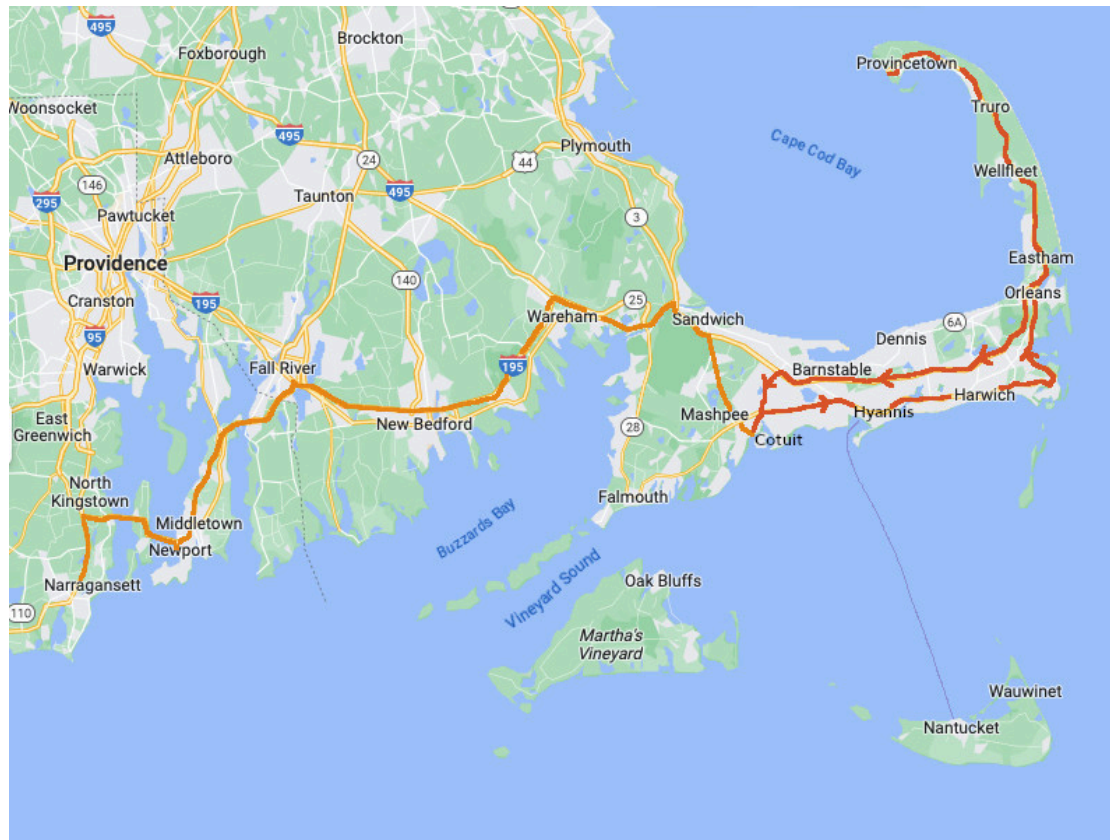 495
Brockton
Foxborough
Woonsocket
Provincetown
Truro
495
24
44
Plymouth
Cape Cod Bay
Attleboro
146
495
Wellfleet
295
Taunton
Pawtucket
3
Providence
Eastham
140
195
Cranston
25
Orleans
Wareham
Sandwich
6A
95
Dennis
Warwick
Fall River
195
Barnstable
East
Greenwich
New Bedford
Mashpee
Hyannis
Harwich
28
Cotuit
North
Kingstown
Falmouth
Middletown
Newport
Buzzards Bay
Narragansett
Vineyard Sound
Oak Bluffs
110
Martha's
Vineyard
Wauwinet
Nantucket